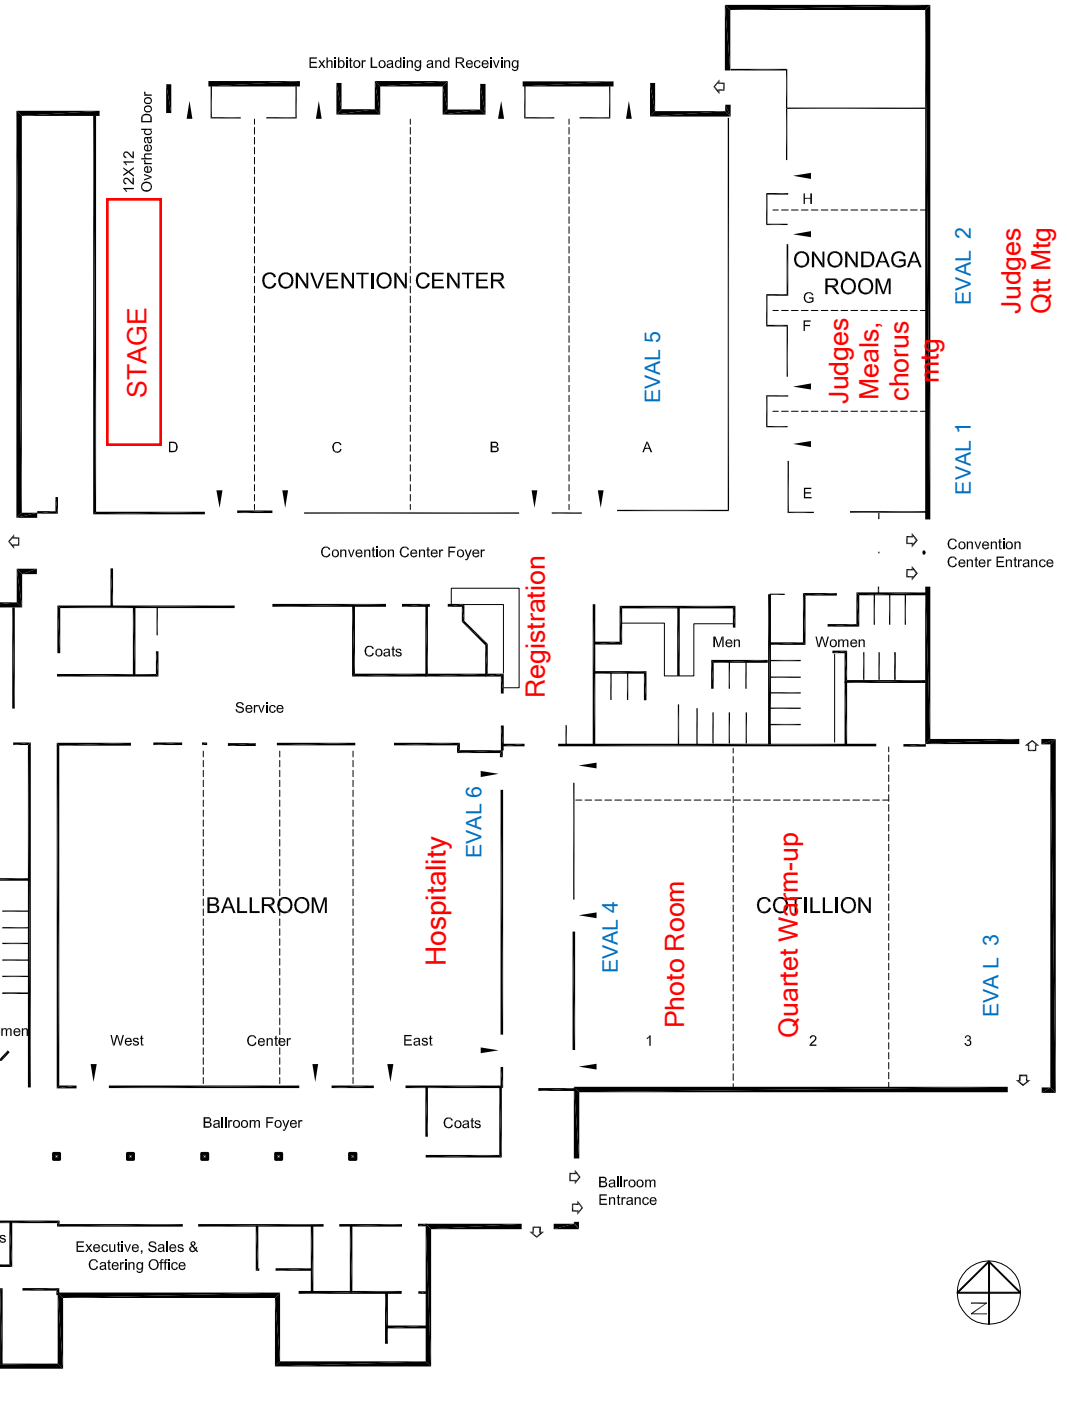 Exhibitor Loading and Receiving
12X12
Overhead Door
H
CONVENTION CENTER
ONONDAGA
ROOM
EVAL 2
Judges
Qtt Mtg
G
F
STAGE
EVAL 5
Judges
Meals,
chorus
mtg
D
C
B
A
EVAL 1
E
Convention Center Foyer
Convention
Center Entrance
Registration
Coats
Men
Women
Service
EVAL 6
Hospitality
BALLROOM
EVAL 4
Photo Room
Quartet Warm-up
COTILLION
EVAL 3
men
West
Center
East
1
2
3
Ballroom Foyer
Coats
Ballroom
Entrance
s
Executive, Sales &
Catering Office
N